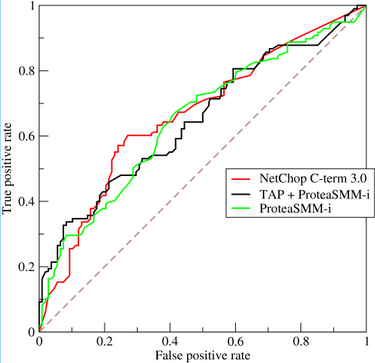 1
0.8
0.6
0.4
0.2
0
True positive rate
NetChop C-term 3.0
TAP + ProteaSMM-i
ProteaSMM-i
0 0.2 0.4 0.6 0.8 1
False positive rate